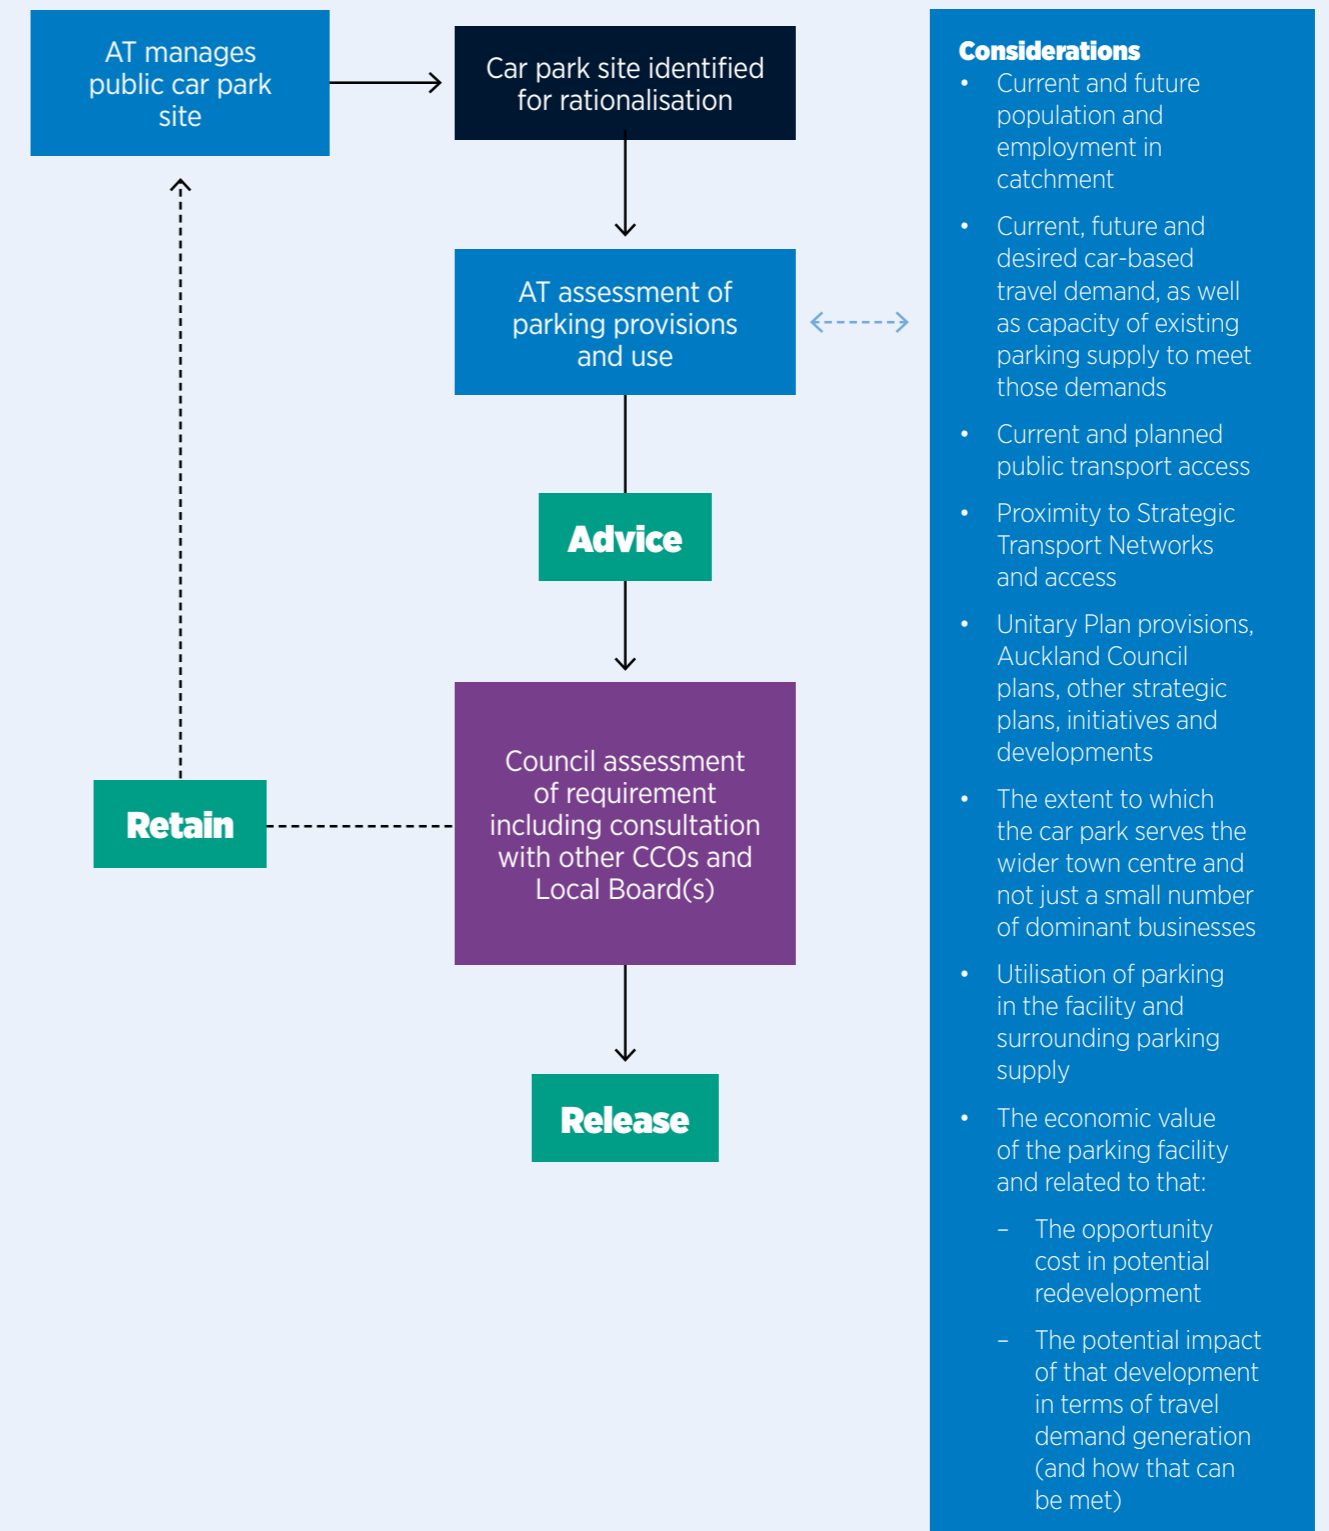 AT manages
public car park
site
Car park site identified
for rationalisation
AT assessment of
parking provisions
and use
Advice
Council assessment
of requirement
including consultation
with other CCOs and
Local Board(s)
Retain
Release
Considerations
• Current and future
population and
employment in
catchment
• Current, future and
desired car-based
travel demand, as well
as capacity of existing
parking supply to meet
those demands
• Current and planned
public transport access
• Proximity to Strategic
Transport Networks
and access
• Unitary Plan provisions,
Auckland Council
plans, other strategic
plans, initiatives and
developments
• The extent to which
the car park serves the
wider town centre and
not just a small number
of dominant businesses
• Utilisation of parking
in the facility and
surrounding parking
supply
• The economic value
of the parking facility
and related to that:
– The opportunity
cost in potential
redevelopment
– The potential impact
of that development
in terms of travel
demand generation
(and how that can
be met)